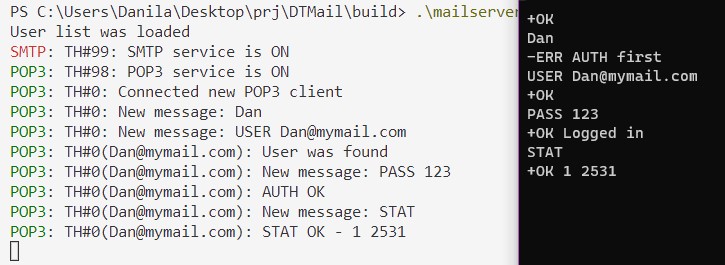 PS C:\Users\Danila\Desktop\prj\DTMail\build> .\mailserver
User list was loaded
SMTP: TH#99: SMTP service is ON
POP3: TH#98: POP3 service is ON
POP3: TH#0: Connected new POP3 client
POP3: TH#0: New message: Dan
POP3: TH#0: New message: USER Dan@mymail.com
POP3: TH#0(Dan@mymail.com): User was found
POP3: TH#0(Dan@mymail.com): New message: PASS 123
POP3: TH#0(Dan@mymail.com): AUTH OK
POP3: TH#0(Dan@mymail.com): New message: STAT
POP3: TH#0(Dan@mymail.com): STAT OK - 1 2531
+OK
Dan
-ERR AUTH first
USER Dan@mymail.com
+OK
PASS 123
+OK Logged in
STAT
+OK 1 2531